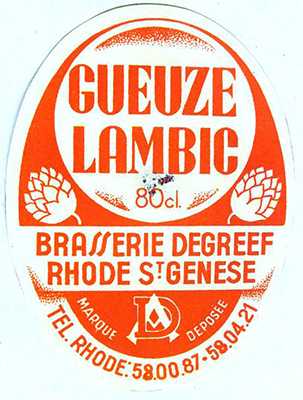 GUEUZE
LAMBIC
80cl.
BRASSERIE DEGREEF
RHODE ST GENESE
MARQUE DEPOSÉE
TEL. RHODE: 58.00.87-58.04.21